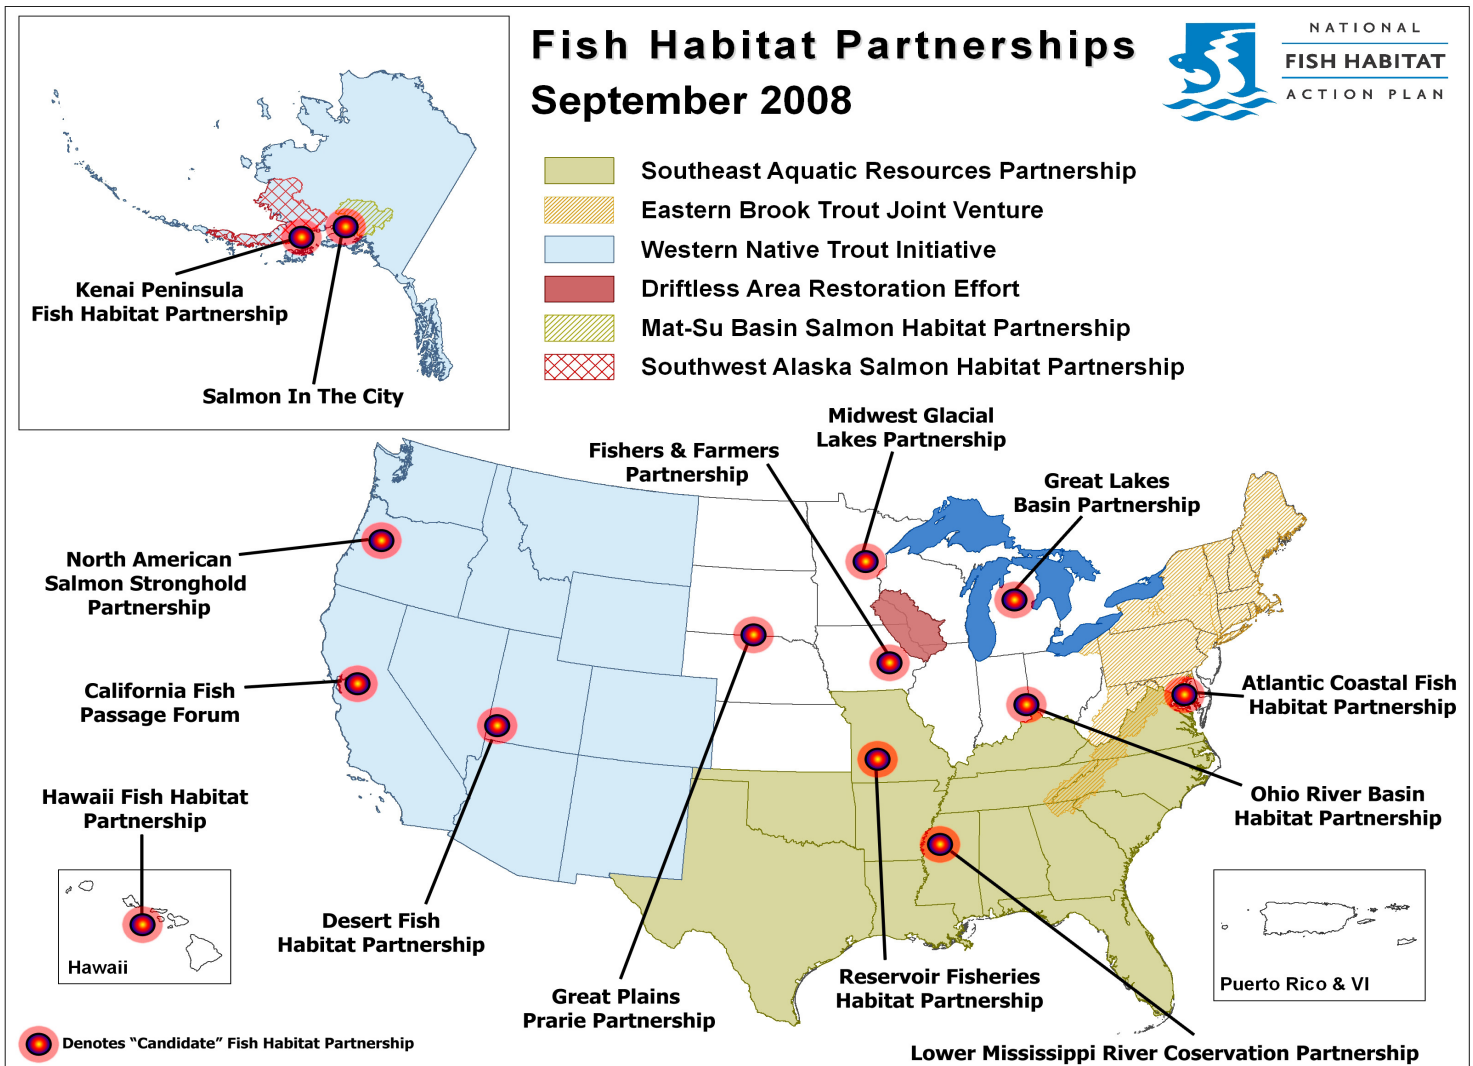 Fish Habitat Partnerships
September 2008
NATIONAL
FISH HABITAT
ACTION PLAN
Southeast Aquatic Resources Partnership
Eastern Brook Trout Joint Venture
Western Native Trout Initiative
Driftless Area Restoration Effort
Mat-Su Basin Salmon Habitat Partnership
Southwest Alaska Salmon Habitat Partnership
Kenai Peninsula
Fish Habitat Partnership
Salmon In The City
Midwest Glacial
Lakes Partnership
Fishers & Farmers
Partnership
Great Lakes
Basin Partnership
North American
Salmon Stronghold
Partnership
California Fish
Passage Forum
Atlantic Coastal Fish
Habitat Partnership
Hawaii Fish Habitat
Partnership
Ohio River Basin
Habitat Partnership
Desert Fish
Habitat Partnership
Hawaii
Great Plains
Prarie Partnership
Reservoir Fisheries
Habitat Partnership
Puerto Rico & VI
Denotes "Candidate" Fish Habitat Partnership
Lower Mississippi River Coservation Partnership